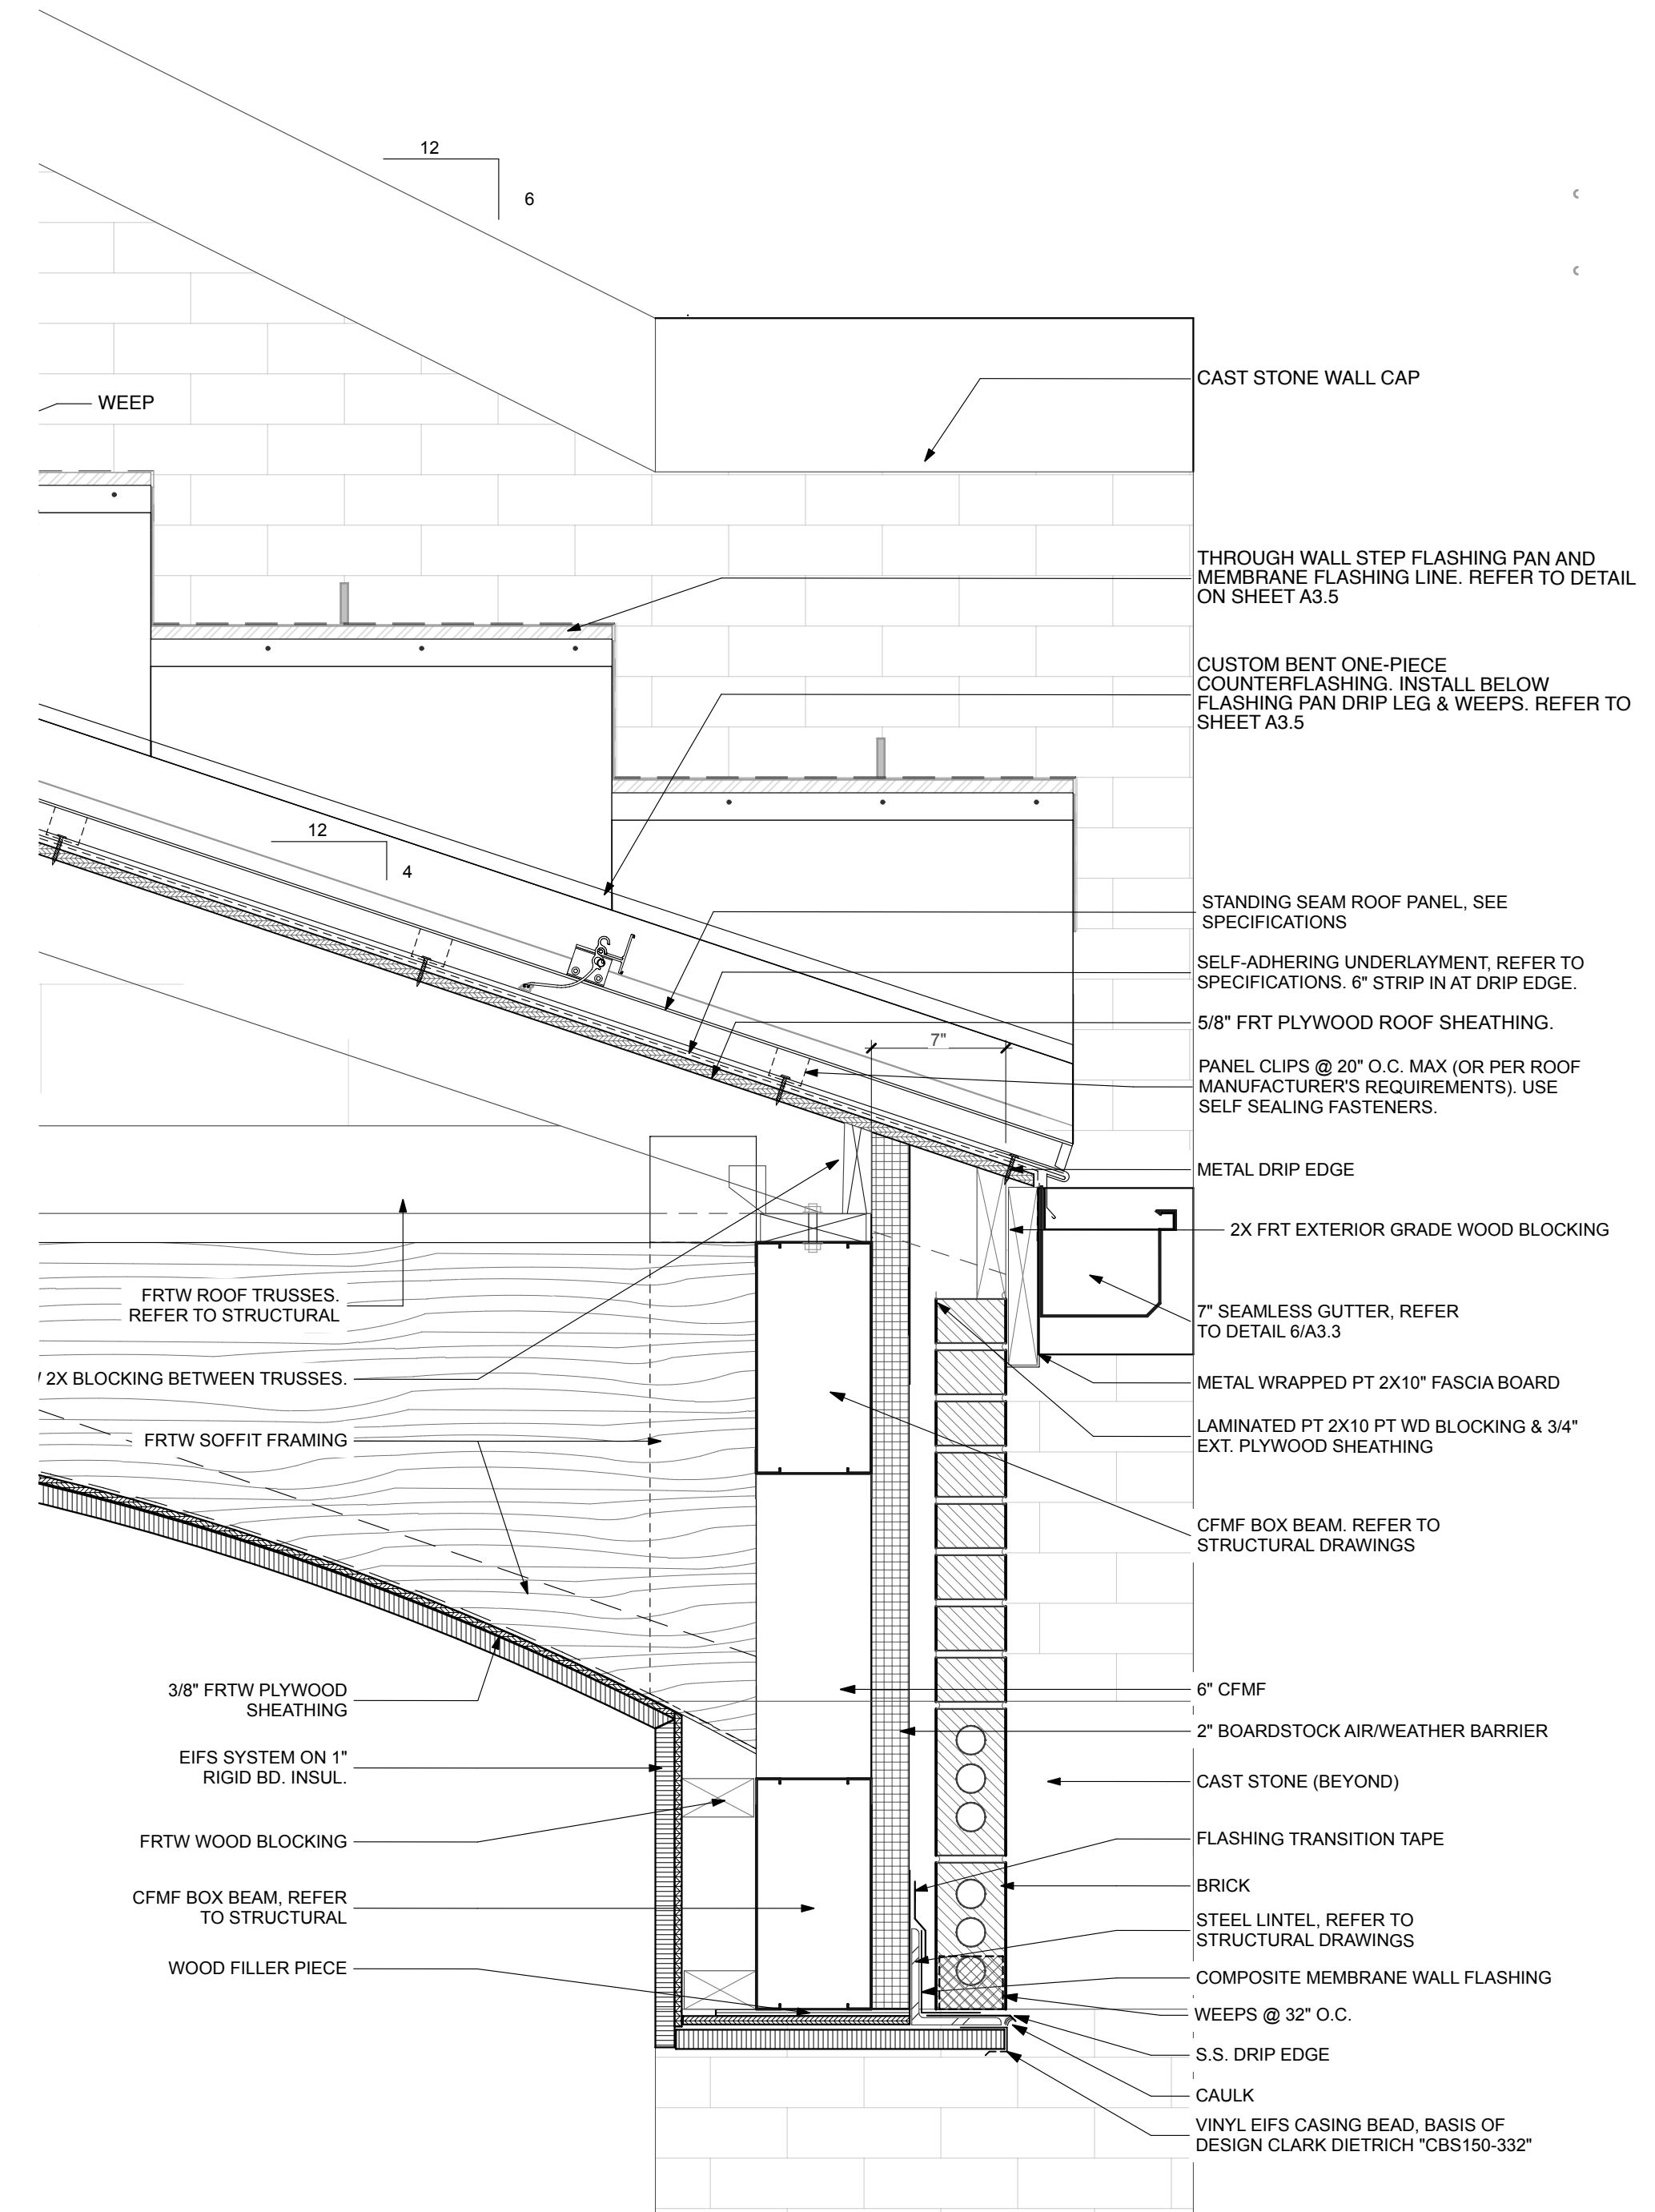 12
6
CAST STONE WALL CAP
WEEP
THROUGH WALL STEP FLASHING PAN AND
MEMBRANE FLASHING LINE. REFER TO DETAIL
ON SHEET A3.5
CUSTOM BENT ONE-PIECE
COUNTERFLASHING. INSTALL BELOW
FLASHING PAN DRIP LEG & WEEPS. REFER TO
SHEET A3.5
12
4
STANDING SEAM ROOF PANEL, SEE
SPECIFICATIONS
SELF-ADHERING UNDERLAYMENT, REFER TO
SPECIFICATIONS. 6" STRIP IN AT DRIP EDGE.
5/8" FRT PLYWOOD ROOF SHEATHING.
7"
PANEL CLIPS @ 20" O.C. MAX (OR PER ROOF
MANUFACTURER'S REQUIREMENTS). USE
SELF SEALING FASTENERS.
METAL DRIP EDGE
2X FRT EXTERIOR GRADE WOOD BLOCKING
FRTW ROOF TRUSSES.
REFER TO STRUCTURAL
7" SEAMLESS GUTTER, REFER
TO DETAIL 6/A3.3
2X BLOCKING BETWEEN TRUSSES.
METAL WRAPPED PT 2X10" FASCIA BOARD
FRTW SOFFIT FRAMING
LAMINATED PT 2X10 PT WD BLOCKING & 3/4"
EXT. PLYWOOD SHEATHING
CFMF BOX BEAM. REFER TO
STRUCTURAL DRAWINGS
3/8" FRTW PLYWOOD
SHEATHING
6" CFMF
2" BOARDSTOCK AIR/WEATHER BARRIER
EIFS SYSTEM ON 1"
RIGID BD. INSUL.
CAST STONE (BEYOND)
FRTW WOOD BLOCKING
FLASHING TRANSITION TAPE
CFMF BOX BEAM, REFER
TO STRUCTURAL
BRICK
STEEL LINTEL, REFER TO
STRUCTURAL DRAWINGS
WOOD FILLER PIECE
COMPOSITE MEMBRANE WALL FLASHING
WEEPS @ 32" O.C.
S.S. DRIP EDGE
CAULK
VINYL EIFS CASING BEAD, BASIS OF
DESIGN CLARK DIETRICH "CBS150-332"